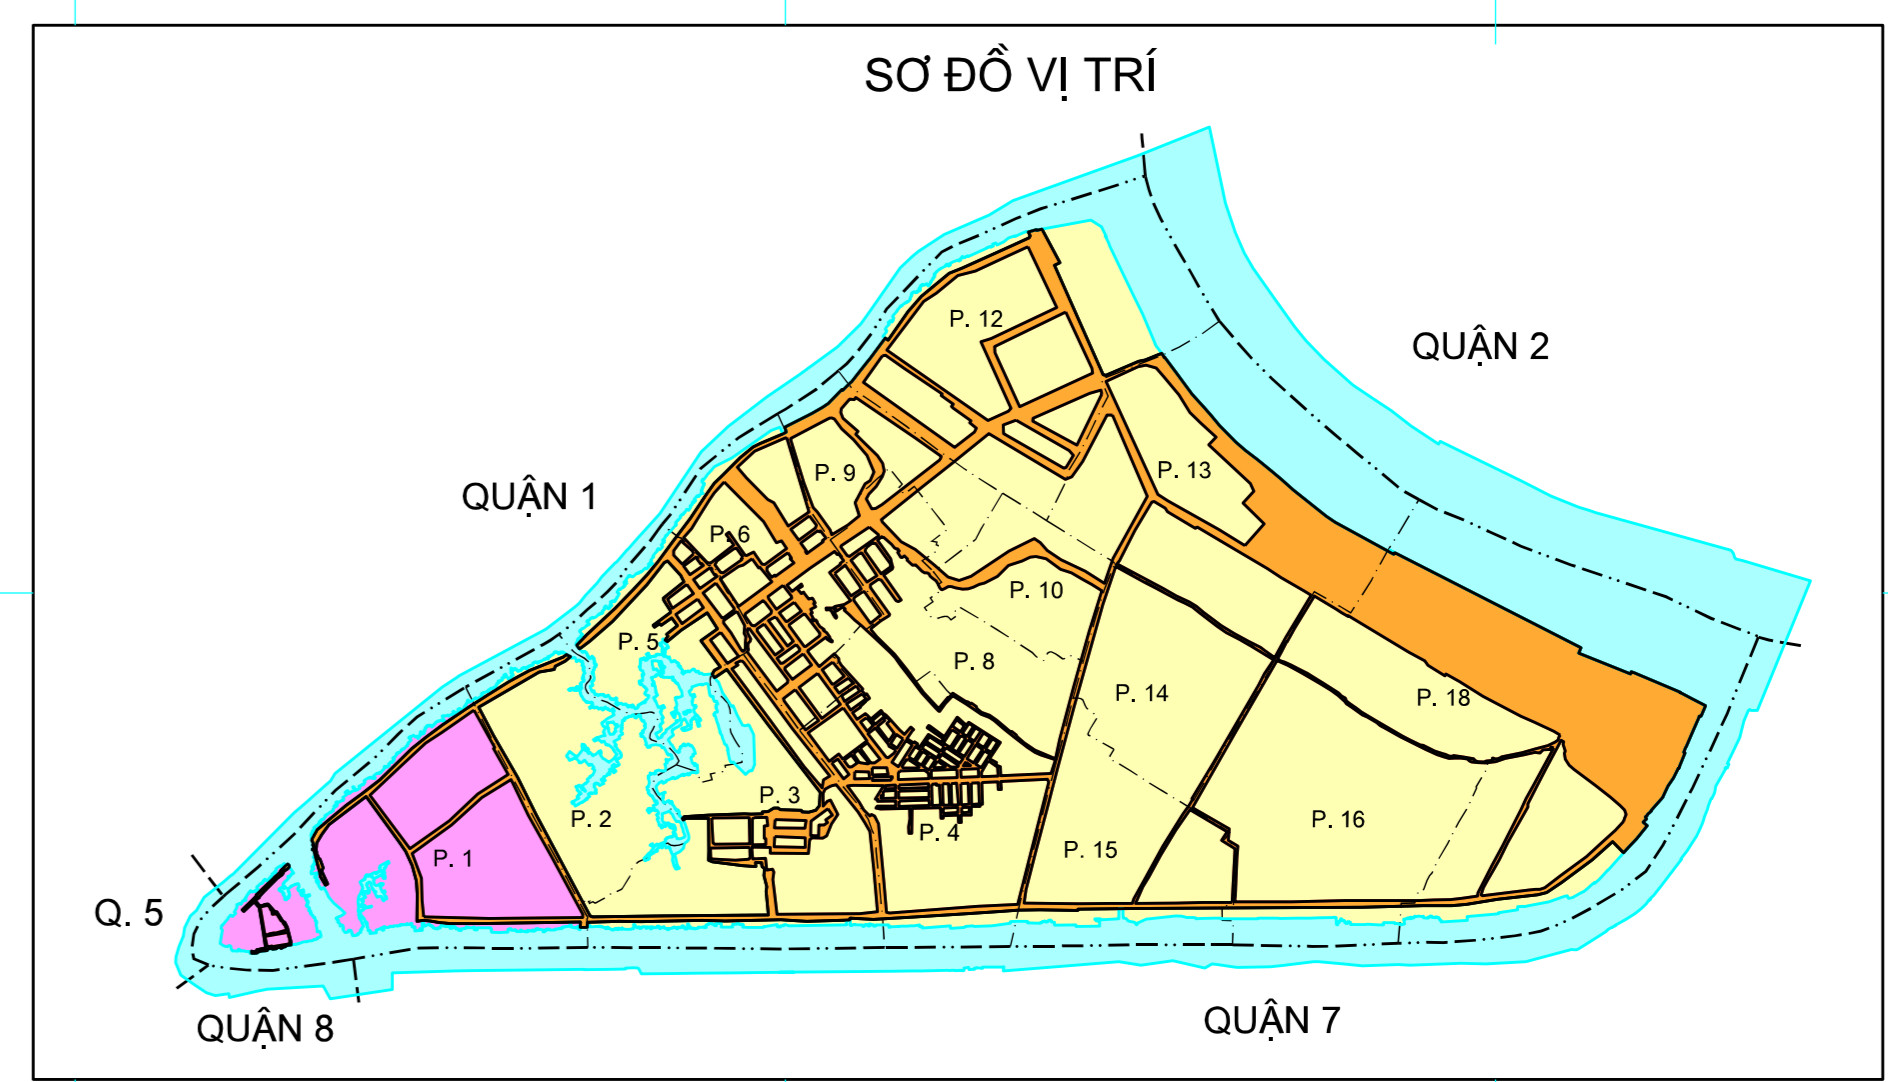 SƠ ĐỒ VỊ TRÍ
P. 12
QUẬN 2
P. 9
P. 13
QUẬN 1
P. 6
P. 10
P. 5
P. 8
P. 14
P. 18
P. 3
P. 2
P. 4
P. 16
P. 1
P. 15
Q. 5
QUẬN 8
QUẬN 7